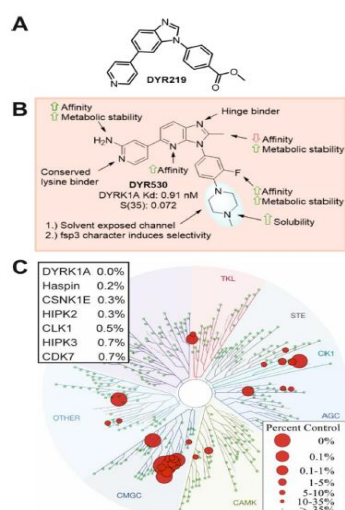 A
N
N
N
O
O
DYR219
B
Affinity
Metabolic stability
Hinge binder
H₂N
N
N
N
N
Affinity
Affinity
Metabolic stability
Conserved
lysine binder
DYR530
DYRK1A Kd: 0.91 nM
S(35): 0.072
F
Affinity
Metabolic stability
N
N
Solubility
1.) Solvent exposed channel
2.) fsp3 character induces selectivity
C
DYRK1A 0.0%
Haspin 0.2%
CSNK1E 0.3%
HIPK2 0.3%
CLK1 0.5%
HIPK3 0.7%
CDK7 0.7%
TKL
STE
CK1
AGC
OTHER
CMGC
CAMK
Percent Control
0%
0.1%
0.1-1%
1-5%
5-10%
10-35%
> 35%